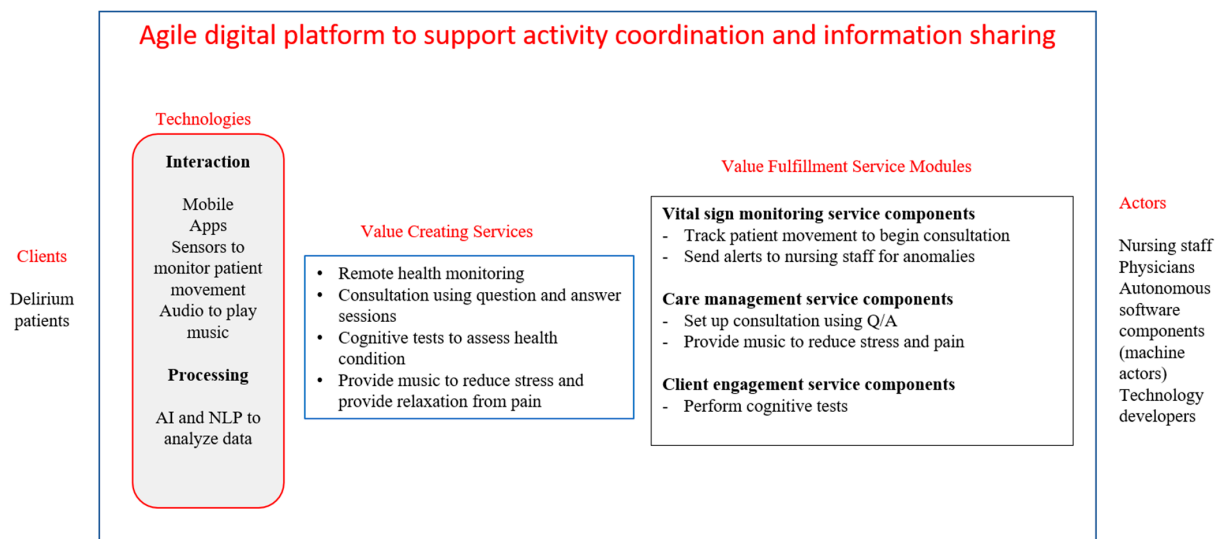 Agile digital platform to support activity coordination and information sharing
Clients
Delirium
patients
Technologies
Interaction
Mobile
Apps
Sensors to
monitor patient
movement
Audio to play
music
Processing
AI and NLP to
analyze data
Value Creating Services
• Remote health monitoring
• Consultation using question and answer
sessions
• Cognitive tests to assess health
condition
• Provide music to reduce stress and
provide relaxation from pain
Value Fulfillment Service Modules
Vital sign monitoring service components
- Track patient movement to begin consultation
- Send alerts to nursing staff for anomalies
Care management service components
- Set up consultation using Q/A
- Provide music to reduce stress and pain
Client engagement service components
- Perform cognitive tests
Actors
Nursing staff
Physicians
Autonomous
software
components
(machine
actors)
Technology
developers